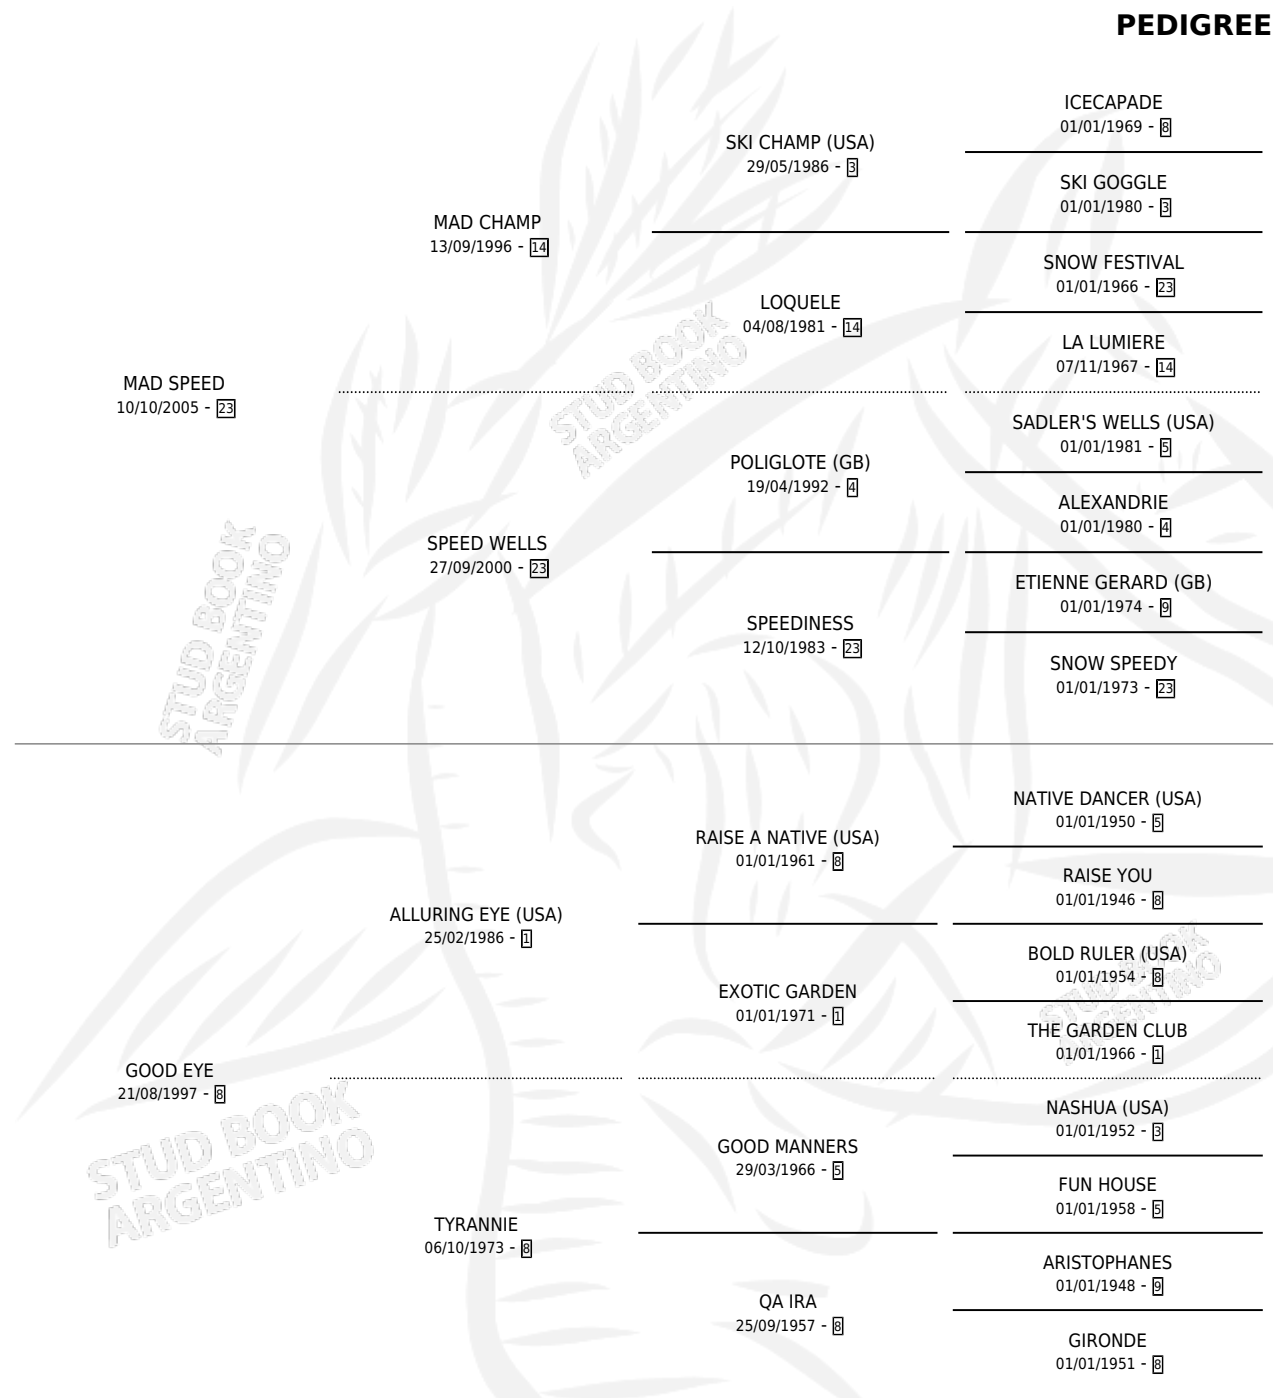 PEDIGREE
ICECAPADE
01/01/1969 - 8
SKI CHAMP (USA)
29/05/1986 - 3
SKI GOGGLE
01/01/1980 - 3
MAD CHAMP
13/09/1996 - 14
SNOW FESTIVAL
01/01/1966 - 23
LOQUELE
04/08/1981 - 14
LA LUMIERE
07/11/1967 - 14
MAD SPEED
10/10/2005 - 23
SADLER'S WELLS (USA)
01/01/1981 - 5
POLIGLOTE (GB)
19/04/1992 - 4
ALEXANDRIE
01/01/1980 - 4
SPEED WELLS
27/09/2000 - 23
ETIENNE GERARD (GB)
01/01/1974 - 9
SPEEDINESS
12/10/1983 - 23
SNOW SPEEDY
01/01/1973 - 23
STUD BOOK
ARGENTINO
STUD BOOK
ARGENTINO
NATIVE DANCER (USA)
01/01/1950 - 5
RAISE A NATIVE (USA)
01/01/1961 - 8
RAISE YOU
01/01/1946 - 8
ALLURING EYE (USA)
25/02/1986 - 1
BOLD RULER (USA)
01/01/1954 - 8
EXOTIC GARDEN
01/01/1971 - 1
THE GARDEN CLUB
01/01/1966 - 1
GOOD EYE
21/08/1997 - 8
NASHUA (USA)
01/01/1952 - 3
GOOD MANNERS
29/03/1966 - 5
FUN HOUSE
01/01/1958 - 5
TYRANNIE
06/10/1973 - 8
ARISTOPHANES
01/01/1948 - 9
QA IRA
25/09/1957 - 8
GIRONDE
01/01/1951 - 8
STUD BOOK
ARGENTINO
STUD BOOK
ARGENTINO